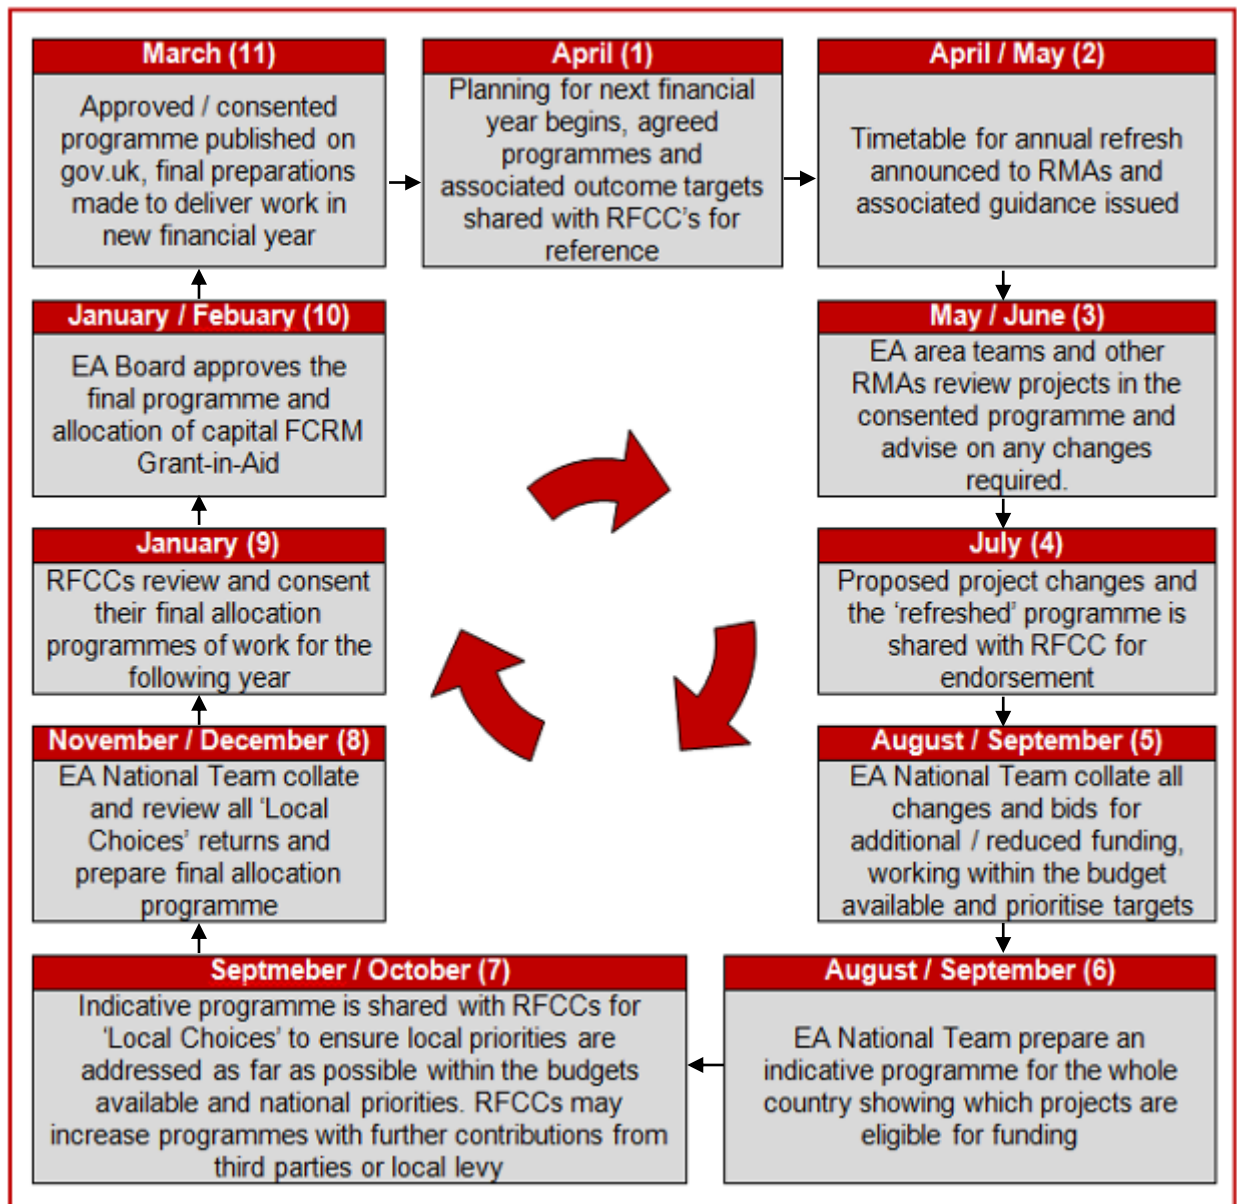 March (11)
Approved / consented
programme published on
gov.uk, final preparations
made to deliver work in
new financial year
April (1)
Planning for next financial
year begins, agreed
programmes and
associated outcome targets
shared with RFCC's for
reference
April / May (2)
Timetable for annual refresh
announced to RMAs and
associated guidance issued
May / June (3)
EA area teams and other
RMAs review projects in the
consented programme and
advise on any changes
required.
July (4)
Proposed project changes and
the ‘refreshed’ programme is
shared with RFCC for
endorsement
August / September (5)
EA National Team collate all
changes and bids for
additional / reduced funding,
working within the budget
available and prioritise targets
August / September (6)
EA National Team prepare an
indicative programme for the whole
country showing which projects are
eligible for funding
Septmeber / October (7)
Indicative programme is shared with RFCCs for
‘Local Choices’ to ensure local priorities are
addressed as far as possible within the budgets
available and national priorities. RFCCs may
increase programmes with further contributions from
third parties or local levy
November / December (8)
EA National Team collate
and review all ‘Local
Choices’ returns and
prepare final allocation
programme
January (9)
RFCCs review and consent
their final allocation
programmes of work for the
following year
January / Febuary (10)
EA Board approves the
final programme and
allocation of capital FCRM
Grant-in-Aid